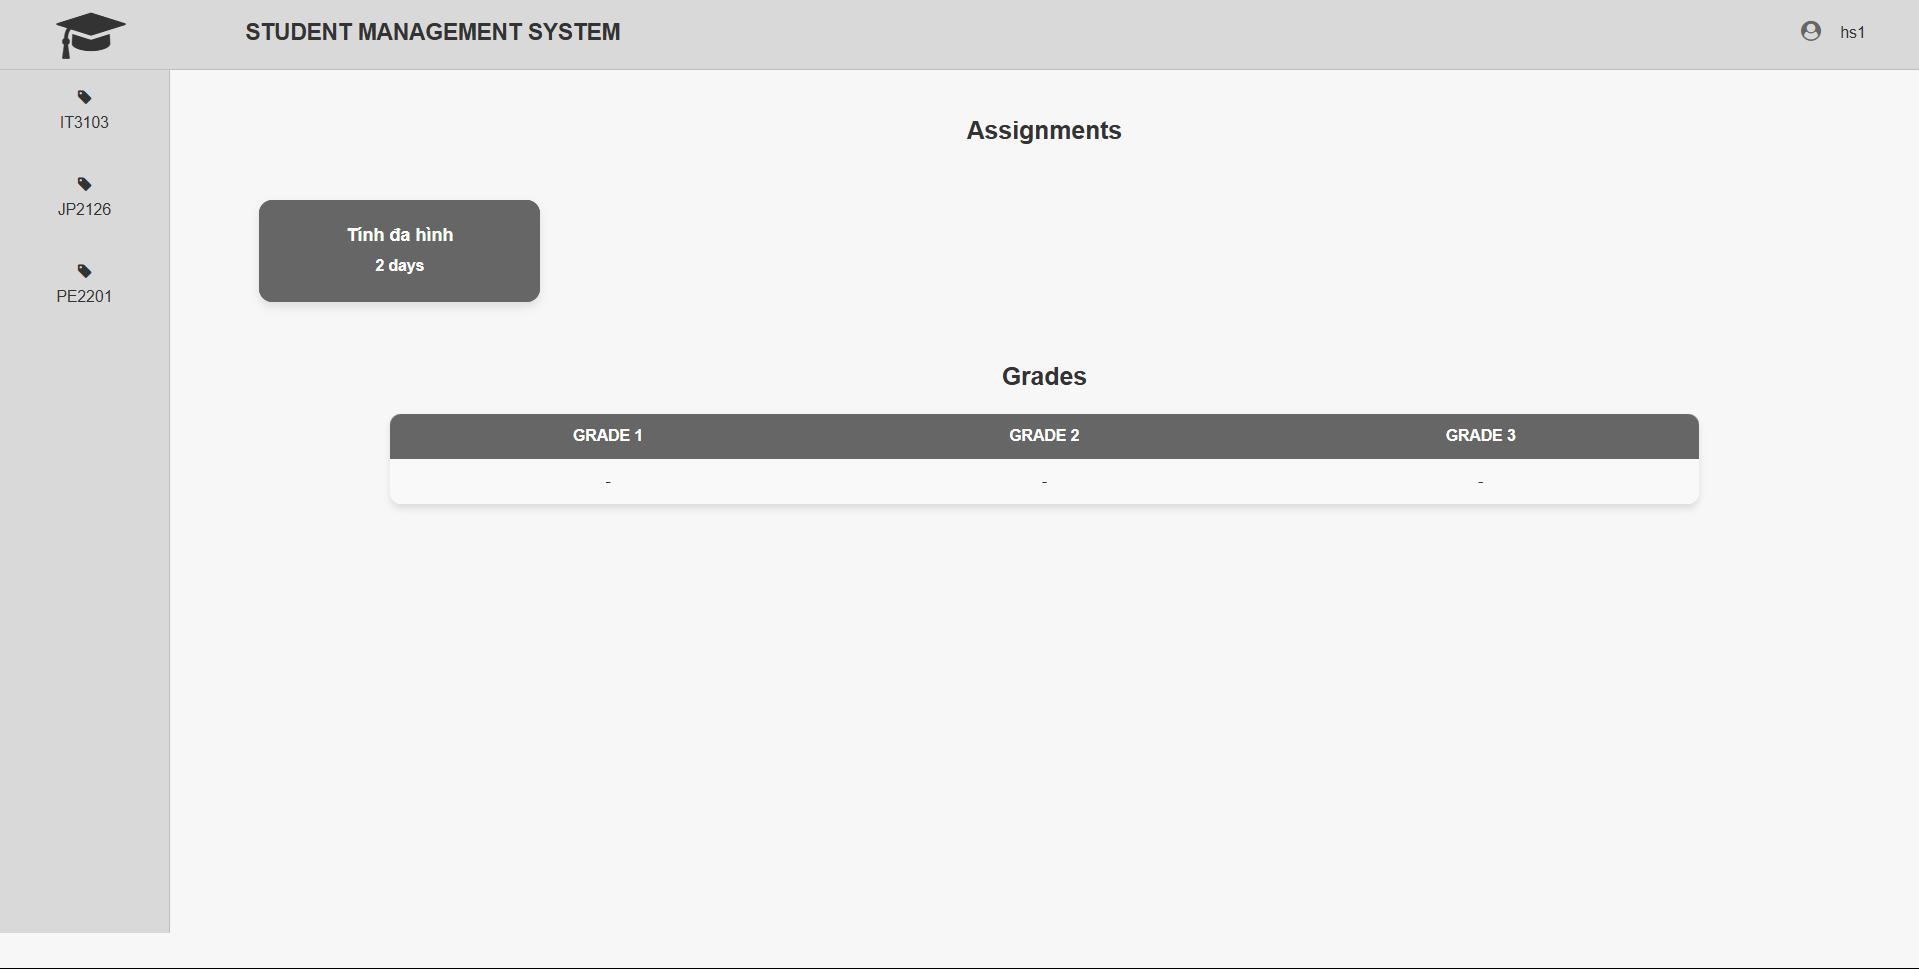 STUDENT MANAGEMENT SYSTEM
hs1
IT3103
JP2126
PE2201
Assignments
Tính đa hình
2 days
Grades
GRADE 1 GRADE 2 GRADE 3
- - -